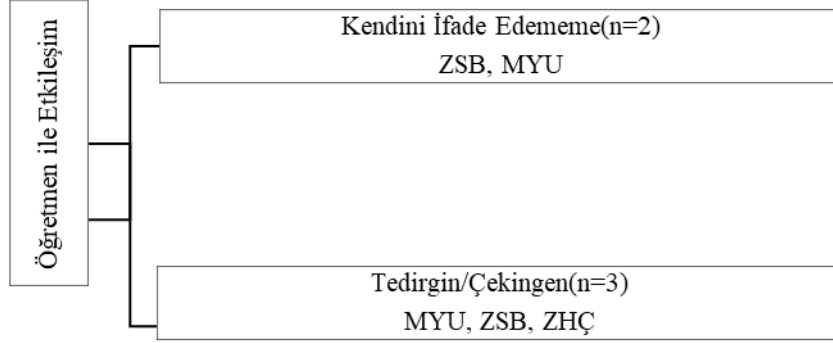 Öğretmen ile Etkileşim
Kendini İfade Edememe(n=2)
ZSB, MYU
Tedirgin/Çekingen(n=3)
MYU, ZSB, ZHÇ